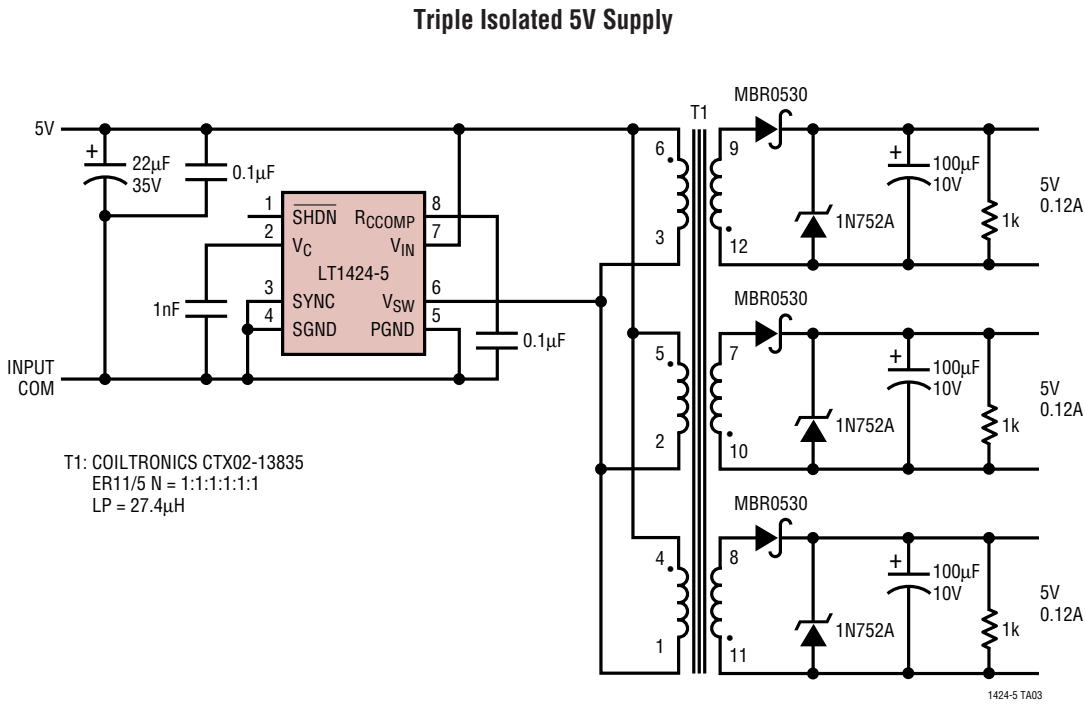 Triple Isolated 5V Supply
5V
+
22µF
35V
0.1µF
1
SHDN
RCCOMP
8
2
VC
VIN
7
LT1424-5
3
SYNC
VSW
6
4
SGND
PGND
5
1nF
0.1µF
INPUT
COM
T1: COILTRONICS CTX02-13835
ER11/5 N = 1:1:1:1:1:1
LP = 27.4µH
T1
6
3
5
2
4
1
MBR0530
9
12
1N752A
+
100µF
10V
1k
5V
0.12A
MBR0530
7
10
1N752A
+
100µF
10V
1k
5V
0.12A
MBR0530
8
11
1N752A
+
100µF
10V
1k
5V
0.12A
1424-5 TA03